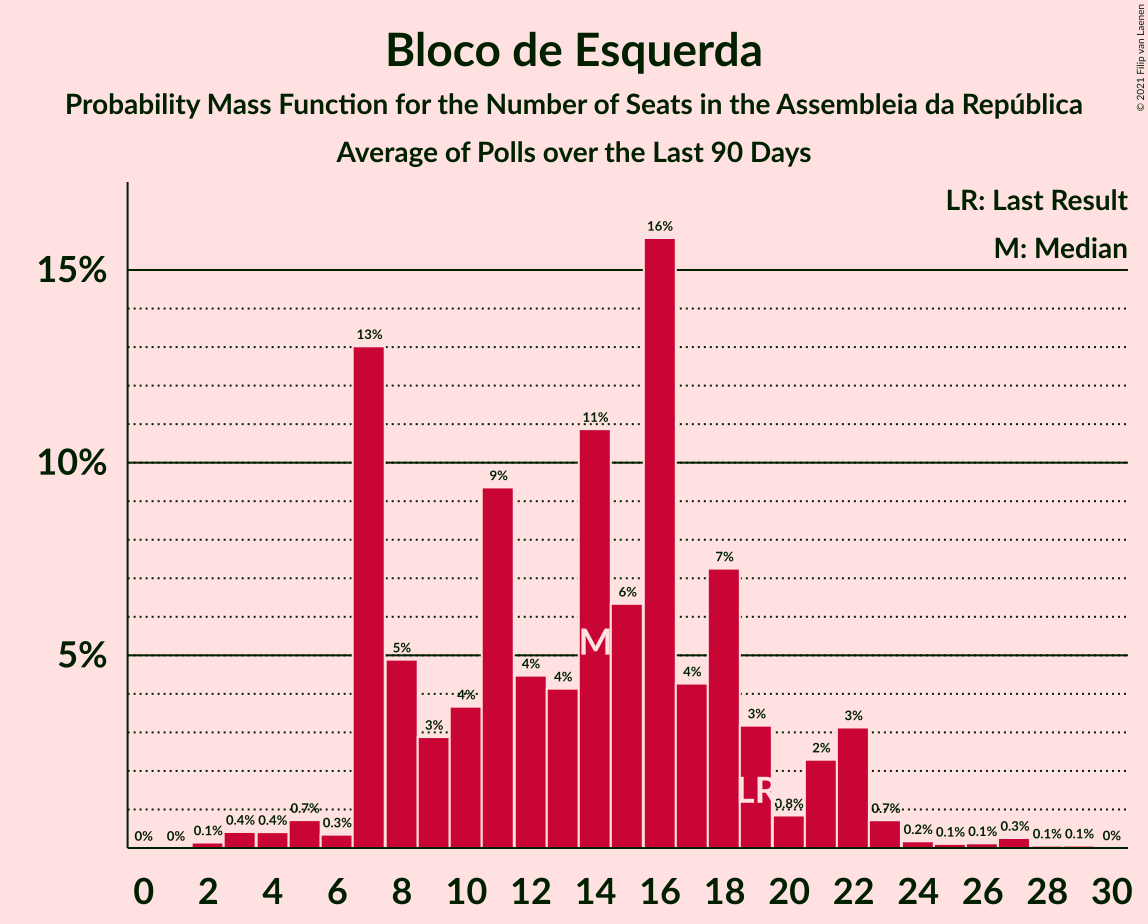 Bloco de Esquerda
Probability Mass Function for the Number of Seats in the Assembleia da República
Average of Polls over the Last 90 Days
© 2021 Filip van Laenen
LR: Last Result
M: Median
15%
10%
5%
0% 0% 0.1% 0.4% 0.4% 0.7% 0.3% 13% 5% 3% 4% 9% 4% 4% 11% 6% 16% 4% 7% 3% 0.8% 2% 3% 0.7% 0.2% 0.1% 0.1% 0.3% 0.1% 0.1% 0%
M
LR
0 2 4 6 8 10 12 14 16 18 20 22 24 26 28 30